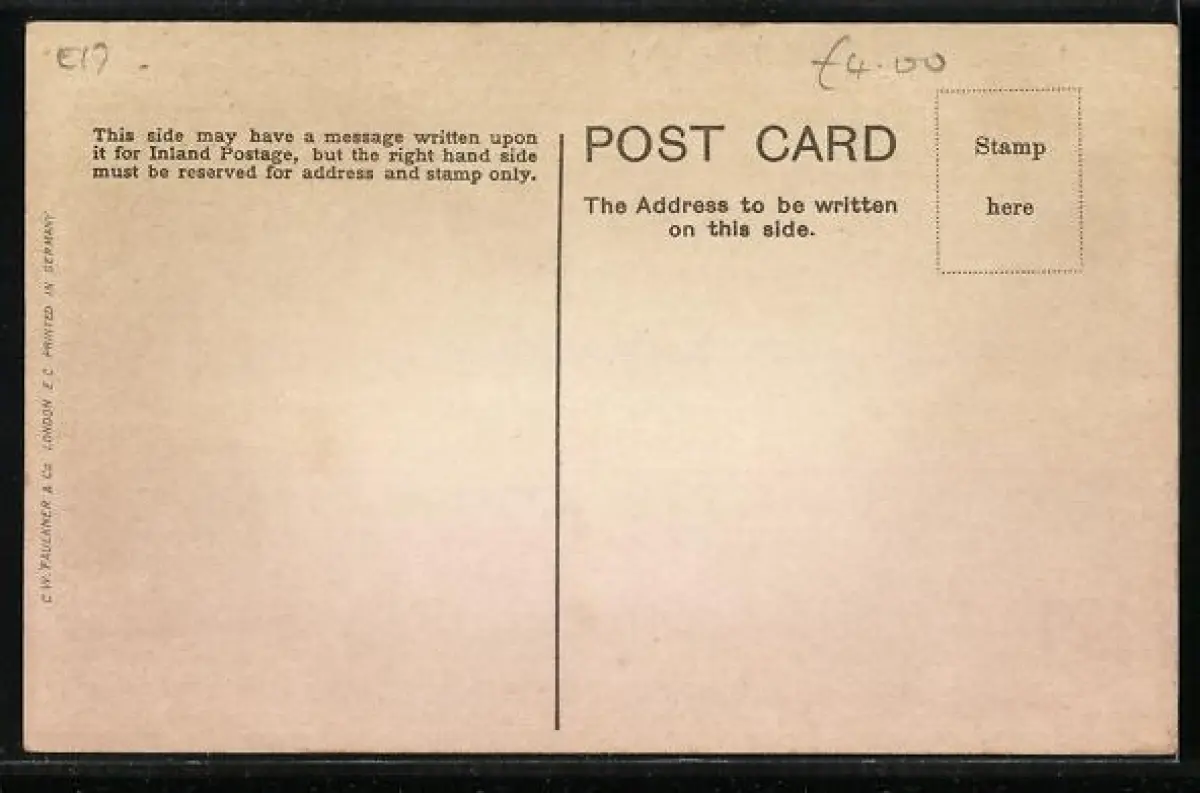 E17 -
£4.00
This side may have a message written upon
it for Inland Postage, but the right hand side
must be reserved for address and stamp only.
POST CARD
The Address to be written
on this side.
Stamp
here
C.W. FAULKNER & Co. LONDON. E.C. PRINTED IN GERMANY